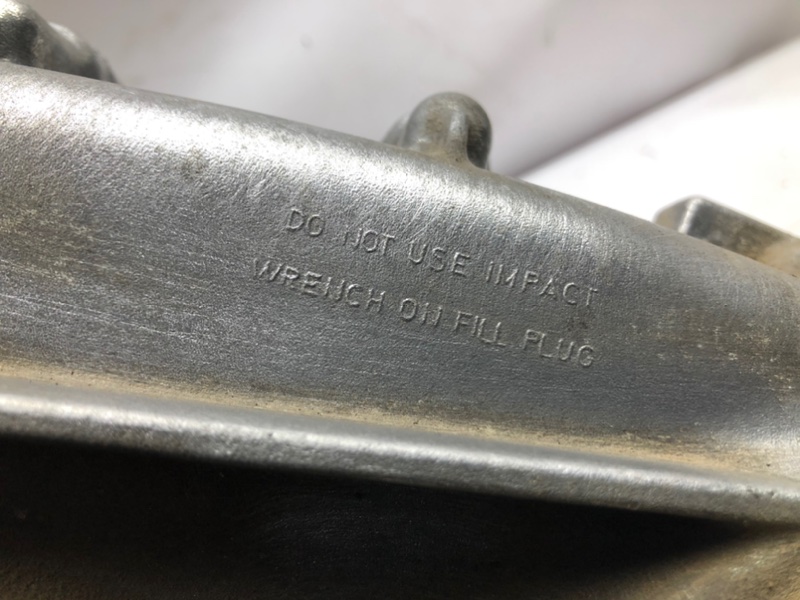 DO NOT USE IMPACT
WRENCH ON FILL PLUG